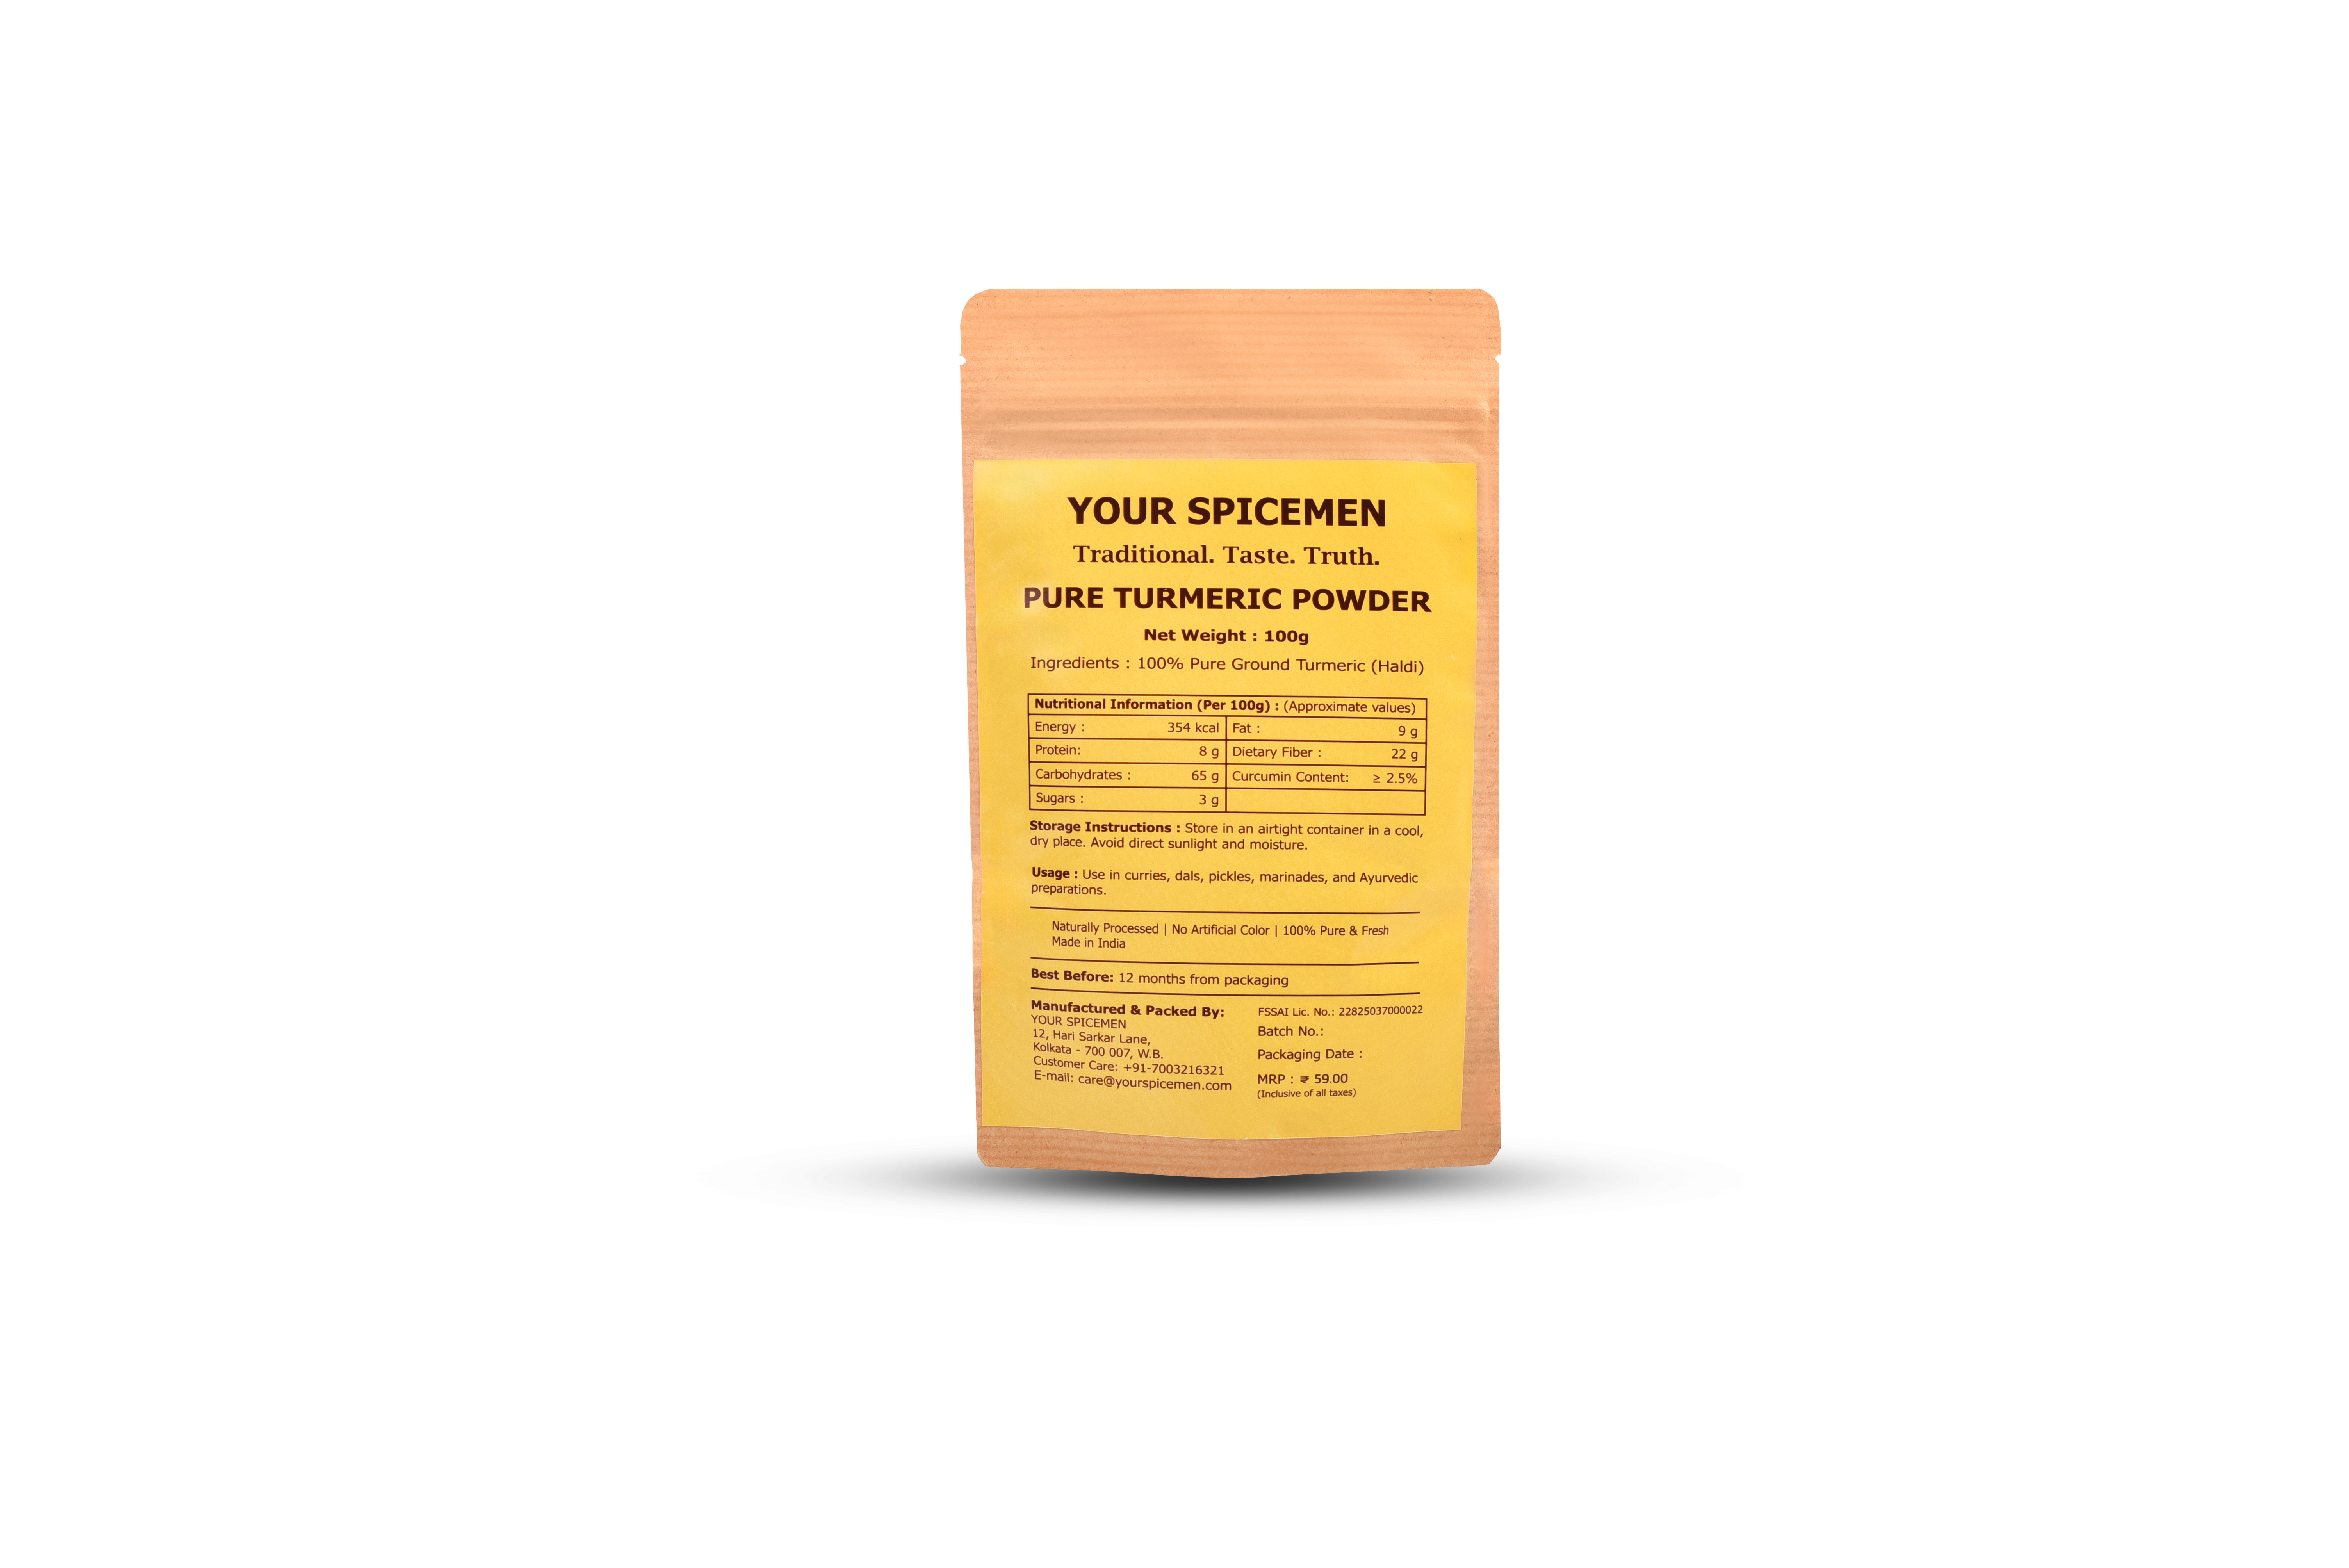 YOUR SPICEMEN
Traditional. Taste. Truth.
PURE TURMERIC POWDER
Net Weight : 100g
Ingredients : 100% Pure Ground Turmeric (Haldi)
Nutritional Information (Per 100g) : (Approximate values)
Energy : 354 kcal Fat : 9 g
Protein: 8 g Dietary Fiber : 22 g
Carbohydrates : 65 g Curcumin Content: ≥ 2.5%
Sugars : 3 g
Storage Instructions : Store in an airtight container in a cool,
dry place. Avoid direct sunlight and moisture.
Usage : Use in curries, dals, pickles, marinades, and Ayurvedic
preparations.
Naturally Processed | No Artificial Color | 100% Pure & Fresh
Made in India
Best Before: 12 months from packaging
Manufactured & Packed By:
YOUR SPICEMEN
12, Hari Sarkar Lane,
Kolkata - 700 007, W.B.
Customer Care: +91-7003216321
E-mail: care@yourspicemen.com
FSSAI Lic. No.: 22825037000022
Batch No.:
Packaging Date :
MRP : ₹ 59.00
(Inclusive of all taxes)